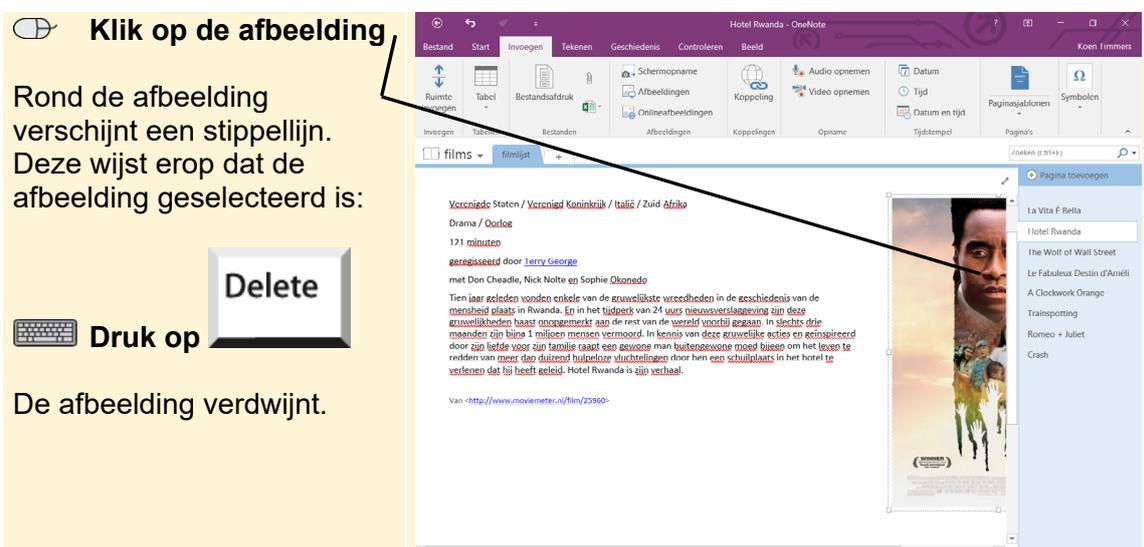 Klik op de afbeelding
Rond de afbeelding
verschijnt een stippellijn.
Deze wijst erop dat de
afbeelding geselecteerd is:
Delete
Druk op
De afbeelding verdwijnt.
Hotel Rwanda - OneNote
Bestand Start Invoegen Tekenen Geschiedenis Controleren Beeld Koen Timmers
Ruimte invoegen
Tabel
Bestandsafdruk
Schermopname
Afbeeldingen
Onlineafbeeldingen
Koppeling
Audio opnemen
Video opnemen
Datum
Tijd
Datum en tijd
Paginasjablonen
Symbolen
Invoegen Tabellen Bestanden Afbeeldingen Koppelingen Opname Tijdstempel Pagina's
films filmlijst
Zoeken (Ctrl+E)
Pagina toevoegen
Verenigde Staten / Verenigd Koninkrijk / Italië / Zuid Afrika
Drama / Oorlog
121 minuten
geregisseerd door Terry George
met Don Cheadle, Nick Nolte en Sophie Okonedo
Tien jaar geleden vonden enkele van de gruwelijkste wreedheden in de geschiedenis van de
mensheid plaats in Rwanda. En in het tijdperk van 24 uurs nieuwsverslaggeving zijn deze
gruwelijkheden haast onopgemerkt aan de rest van de wereld voorbij gegaan. In slechts drie
maanden zijn bijna 1 miljoen mensen vermoord. In kennis van deze gruwelijke acties en geïnspireerd
door zijn liefde voor zijn familie raapt een gewone man buitengewone moed bijeen om het leven te
redden van meer dan duizend hulpeloze vluchtelingen door hen een schuilplaats in het hotel te
verlenen dat hij heeft geleid. Hotel Rwanda is zijn verhaal.
Van <http://www.moviemeter.nl/film/25960>
WINNER
La Vita É Bella
Hotel Rwanda
The Wolf of Wall Street
Le Fabuleux Destin d'Améli
A Clockwork Orange
Trainspotting
Romeo + Juliet
Crash